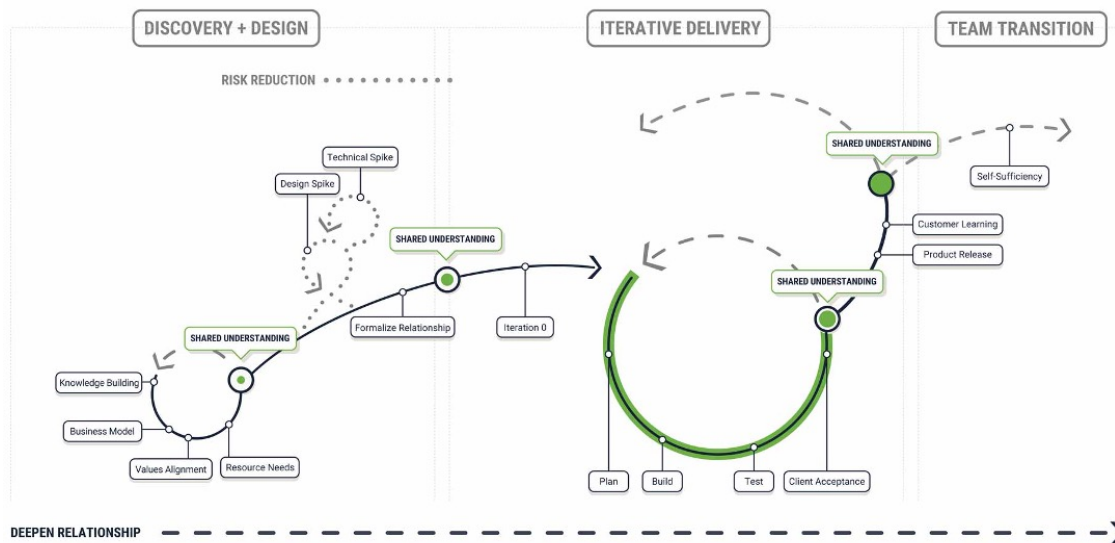 DISCOVERY + DESIGN
ITERATIVE DELIVERY
TEAM TRANSITION
RISK REDUCTION
SHARED UNDERSTANDING
Technical Spike
Design Spike
Self-Sufficiency
Customer Learning
SHARED UNDERSTANDING
Product Release
SHARED UNDERSTANDING
Formalize Relationship
Iteration 0
SHARED UNDERSTANDING
Knowledge Building
Business Model
Values Alignment
Resource Needs
Plan
Build
Test
Client Acceptance
DEEPEN RELATIONSHIP